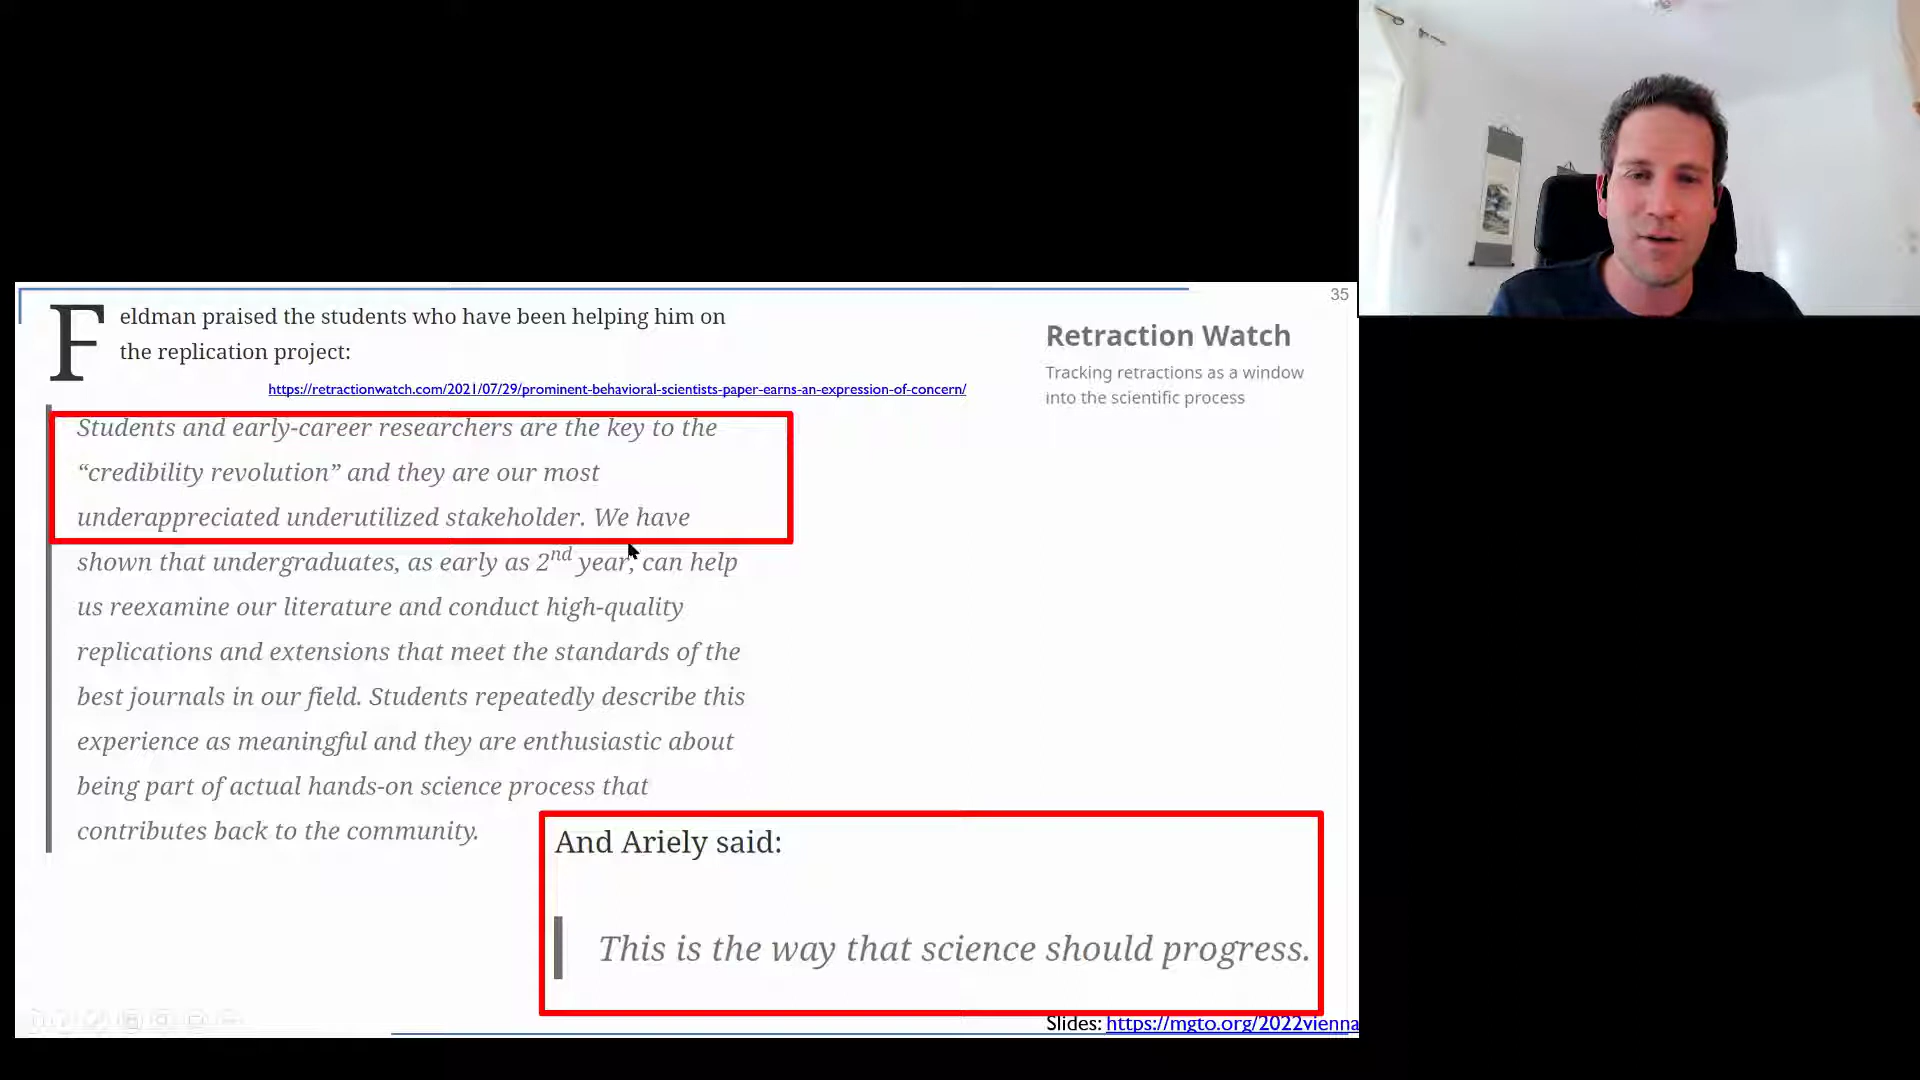 35
Feldman praised the students who have been helping him on
the replication project:
https://retractionwatch.com/2021/07/29/prominent-behavioral-scientists-paper-earns-an-expression-of-concern/
Retraction Watch
Tracking retractions as a window
into the scientific process
Students and early-career researchers are the key to the
“credibility revolution” and they are our most
underappreciated underutilized stakeholder. We have
shown that undergraduates, as early as 2nd year, can help
us reexamine our literature and conduct high-quality
replications and extensions that meet the standards of the
best journals in our field. Students repeatedly describe this
experience as meaningful and they are enthusiastic about
being part of actual hands-on science process that
contributes back to the community.
And Ariely said:
This is the way that science should progress.
Slides: https://mgto.org/2022vienna